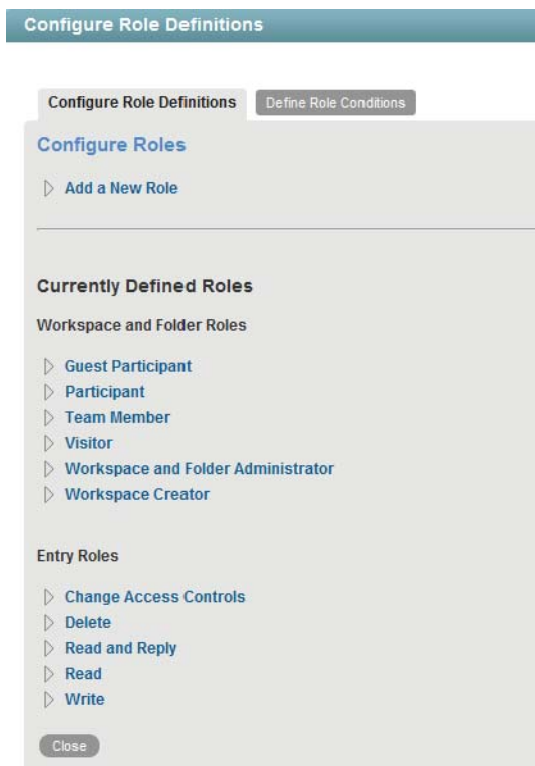 Configure Role Definitions
Configure Role Definitions Define Role Conditions
Configure Roles
Add a New Role
Currently Defined Roles
Workspace and Folder Roles
Guest Participant
Participant
Team Member
Visitor
Workspace and Folder Administrator
Workspace Creator
Entry Roles
Change Access Controls
Delete
Read and Reply
Read
Write
Close